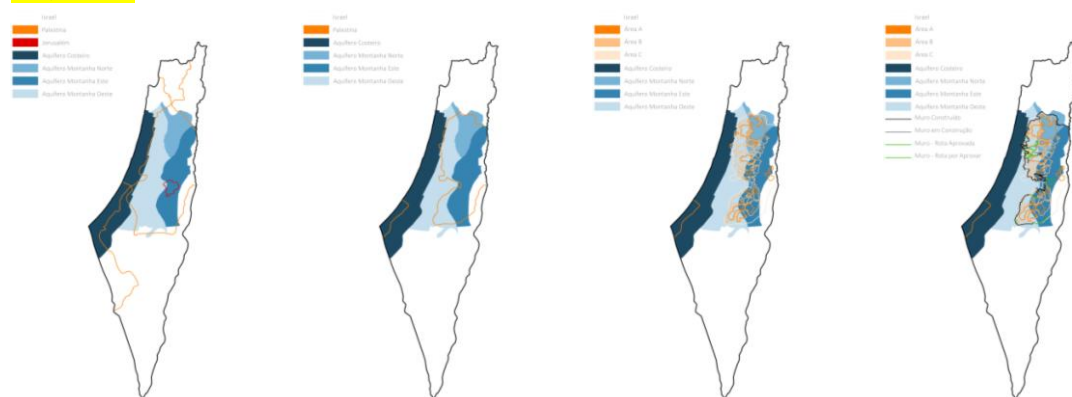 Israel
Palestina
Jerusalém
Aquífero Costeiro
Aquífero Montanha Norte
Aquífero Montanha Este
Aquífero Montanha Oeste
Israel
Palestina
Aquífero Costeiro
Aquífero Montanha Norte
Aquífero Montanha Este
Aquífero Montanha Oeste
Israel
Área A
Área B
Área C
Aquífero Costeiro
Aquífero Montanha Norte
Aquífero Montanha Este
Aquífero Montanha Oeste
Israel
Área A
Área B
Área C
Aquífero Costeiro
Aquífero Montanha Norte
Aquífero Montanha Este
Aquífero Montanha Oeste
Muro Construído
Muro em Construção
Muro - Rota Aprovada
Muro - Rota por Aprovar